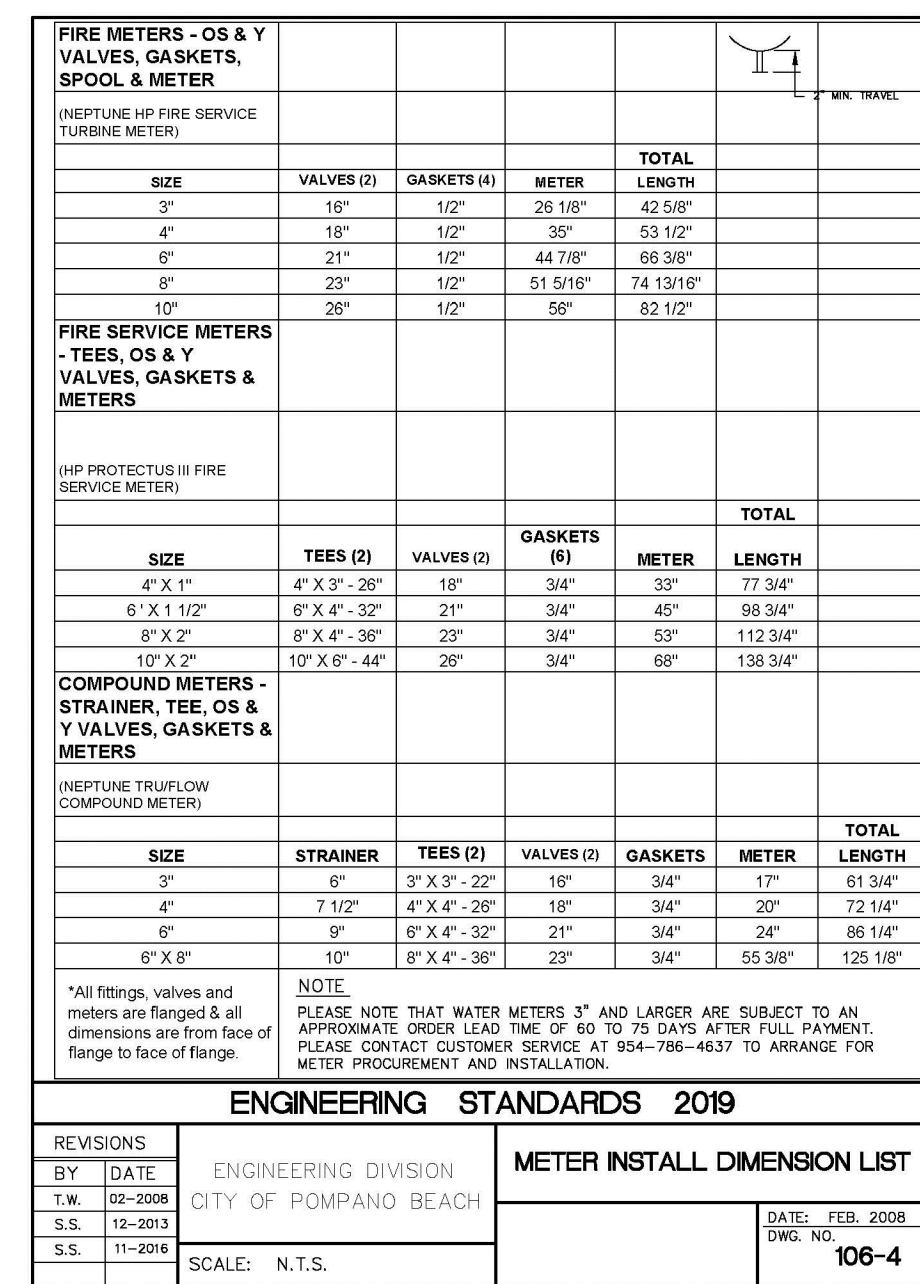 FIRE METERS - OS & Y
VALVES, GASKETS,
SPOOL & METER
2" MIN. TRAVEL
(NEPTUNE HP FIRE SERVICE
TURBINE METER)
TOTAL
SIZE VALVES (2) GASKETS (4) METER LENGTH
3" 16" 1/2" 26 1/8" 42 5/8"
4" 18" 1/2" 35" 53 1/2"
6" 21" 1/2" 44 7/8" 66 3/8"
8" 23" 1/2" 51 5/16" 74 13/16"
10" 26" 1/2" 56" 82 1/2"
FIRE SERVICE METERS
- TEES, OS & Y
VALVES, GASKETS &
METERS
(HP PROTECTUS III FIRE
SERVICE METER)
TOTAL
GASKETS
SIZE TEES (2) VALVES (2) (6) METER LENGTH
4" X 1" 4" X 3" - 26" 18" 3/4" 33" 77 3/4"
6 ' X 1 1/2" 6" X 4" - 32" 21" 3/4" 45" 98 3/4"
8" X 2" 8" X 4" - 36" 23" 3/4" 53" 112 3/4"
10" X 2" 10" X 6" - 44" 26" 3/4" 68" 138 3/4"
COMPOUND METERS -
STRAINER, TEE, OS &
Y VALVES, GASKETS &
METERS
(NEPTUNE TRU/FLOW
COMPOUND METER)
TOTAL
SIZE STRAINER TEES (2) VALVES (2) GASKETS METER LENGTH
3" 6" 3" X 3" - 22" 16" 3/4" 17" 61 3/4"
4" 7 1/2" 4" X 4" - 26" 18" 3/4" 20" 72 1/4"
6" 9" 6" X 4" - 32" 21" 3/4" 24" 86 1/4"
6" X 8" 10" 8" X 4" - 36" 23" 3/4" 55 3/8" 125 1/8"
*All fittings, valves and
meters are flanged & all
dimensions are from face of
flange to face of flange.
NOTE
PLEASE NOTE THAT WATER METERS 3" AND LARGER ARE SUBJECT TO AN
APPROXIMATE ORDER LEAD TIME OF 60 TO 75 DAYS AFTER FULL PAYMENT.
PLEASE CONTACT CUSTOMER SERVICE AT 954-786-4637 TO ARRANGE FOR
METER PROCUREMENT AND INSTALLATION.
ENGINEERING STANDARDS 2019
REVISIONS
BY DATE
T.W. 02-2008
S.S. 12-2013
S.S. 11-2016
ENGINEERING DIVISION
CITY OF POMPANO BEACH
SCALE: N.T.S.
METER INSTALL DIMENSION LIST
DATE: FEB. 2008
DWG. NO.
106-4